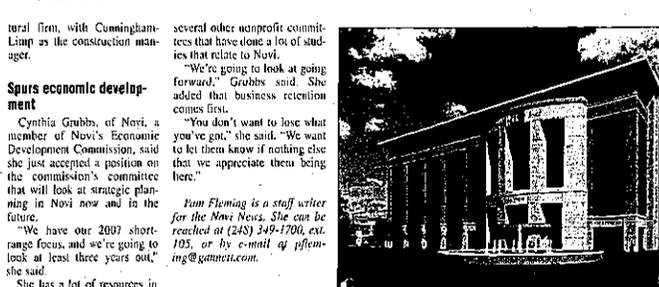 tural firm, with Cunningham-
Limp as the construction man-
ager.
Spurs economic develop-
ment
Cynthia Grubbs, of Novi, a
member of Novi's Economic
Development Commission, said
she just accepted a position on
the commission's committee
that will look at strategic plan-
ning in Novi now and in the
future.
"We have our 2007 short-
range focus, and we're going to
look at least three years out,"
she said.
She has a lot of resources in
several other nonprofit commit-
tees that have done a lot of stud-
ies that relate to Novi.
"We're going to look at going
forward," Grubbs said. She
added that business retention
comes first.
"You don't want to lose what
you've got," she said. "We want
to let them know if nothing else
that we appreciate them being
here."
Pam Fleming is a staff writer
for the Novi News. She can be
reached at (248) 349-1700, ext.
105, or by e-mail at pflem-
ing@gannett.com.